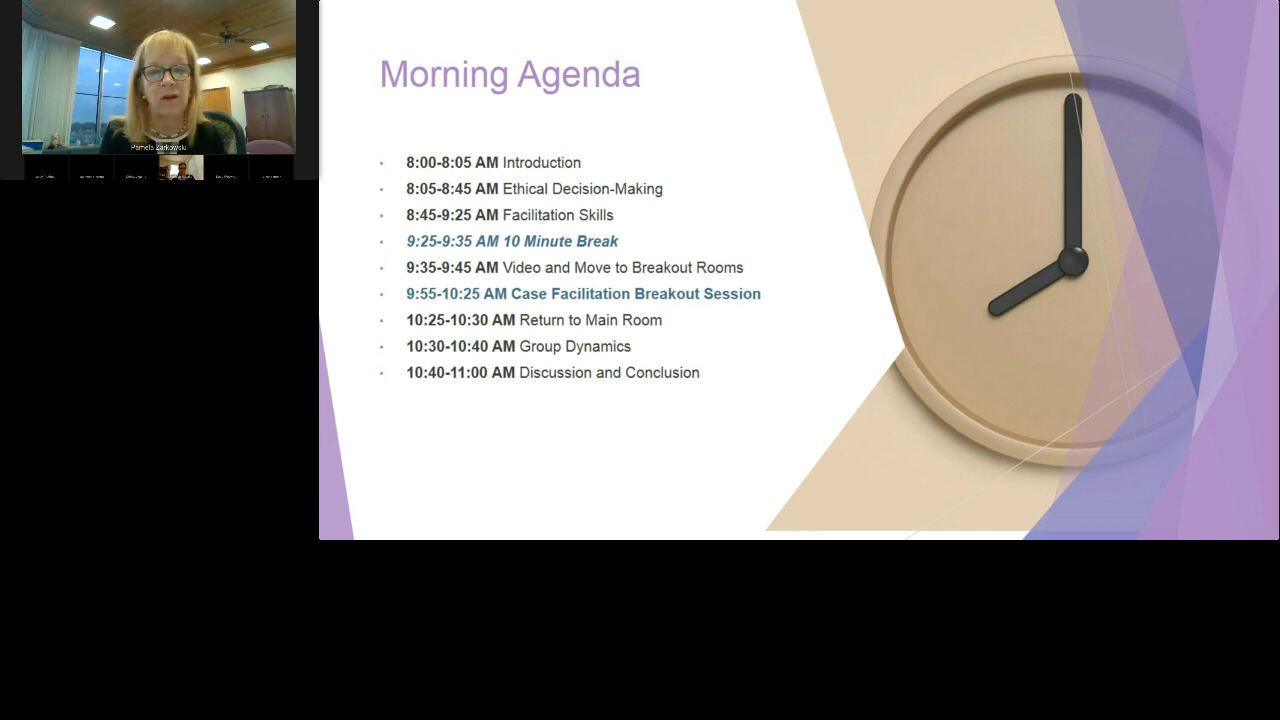 Pamela Zarkowski
Morning Agenda
8:00-8:05 AM Introduction
8:05-8:45 AM Ethical Decision-Making
8:45-9:25 AM Facilitation Skills
9:25-9:35 AM 10 Minute Break
9:35-9:45 AM Video and Move to Breakout Rooms
9:55-10:25 AM Case Facilitation Breakout Session
10:25-10:30 AM Return to Main Room
10:30-10:40 AM Group Dynamics
10:40-11:00 AM Discussion and Conclusion